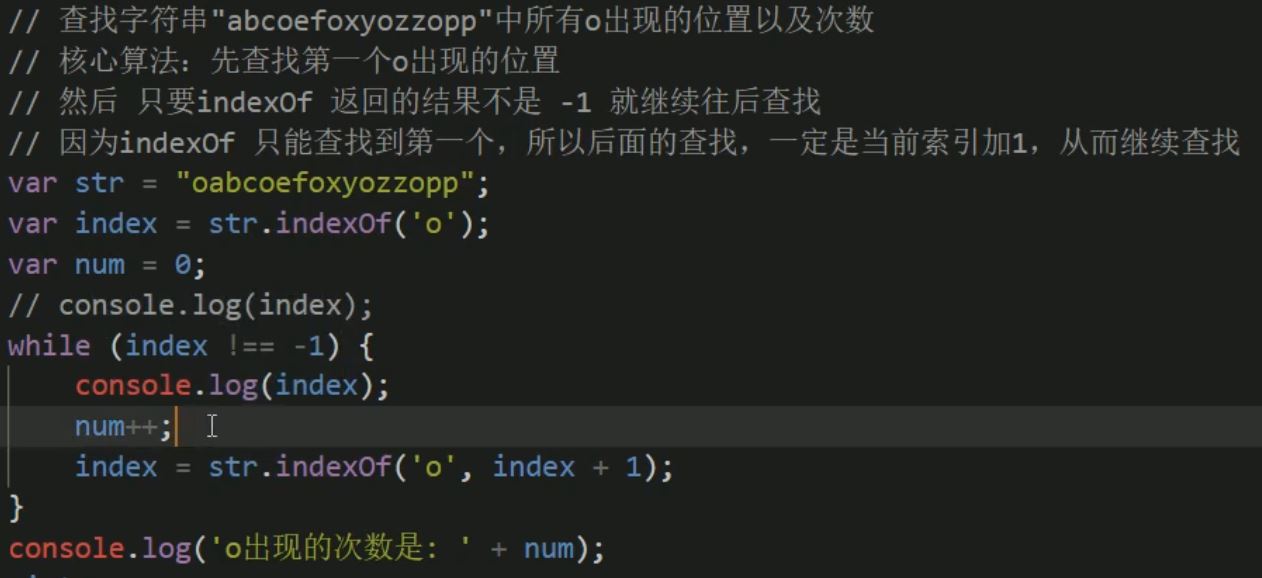 // 查找字符串"abcoefoxyozzopp"中所有o出现的位置以及次数
// 核心算法：先查找第一个o出现的位置
// 然后 只要indexOf 返回的结果不是 -1 就继续往后查找
// 因为indexOf 只能查找到第一个，所以后面的查找，一定是当前索引加1，从而继续查找
var str = "oabcoefoxyozzopp";
var index = str.indexOf('o');
var num = 0;
// console.log(index);
while (index !== -1) {
    console.log(index);
    num++;
    index = str.indexOf('o', index + 1);
}
console.log('o出现的次数是: ' + num);